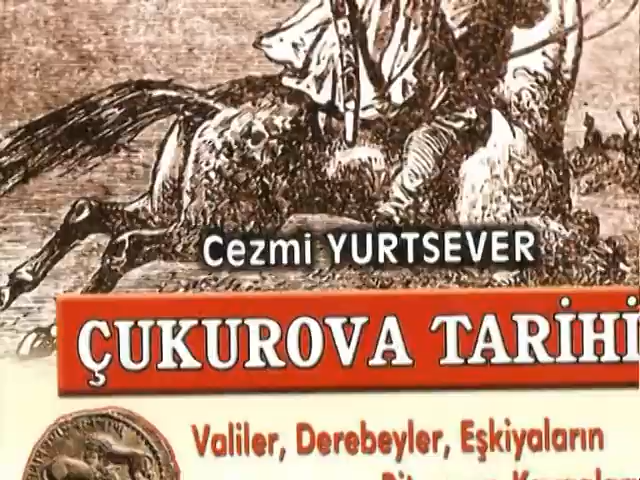 Cezmi YURTSEVER
ÇUKUROVA TARİHİ
Valiler, Derebeyler, Eşkiyaların